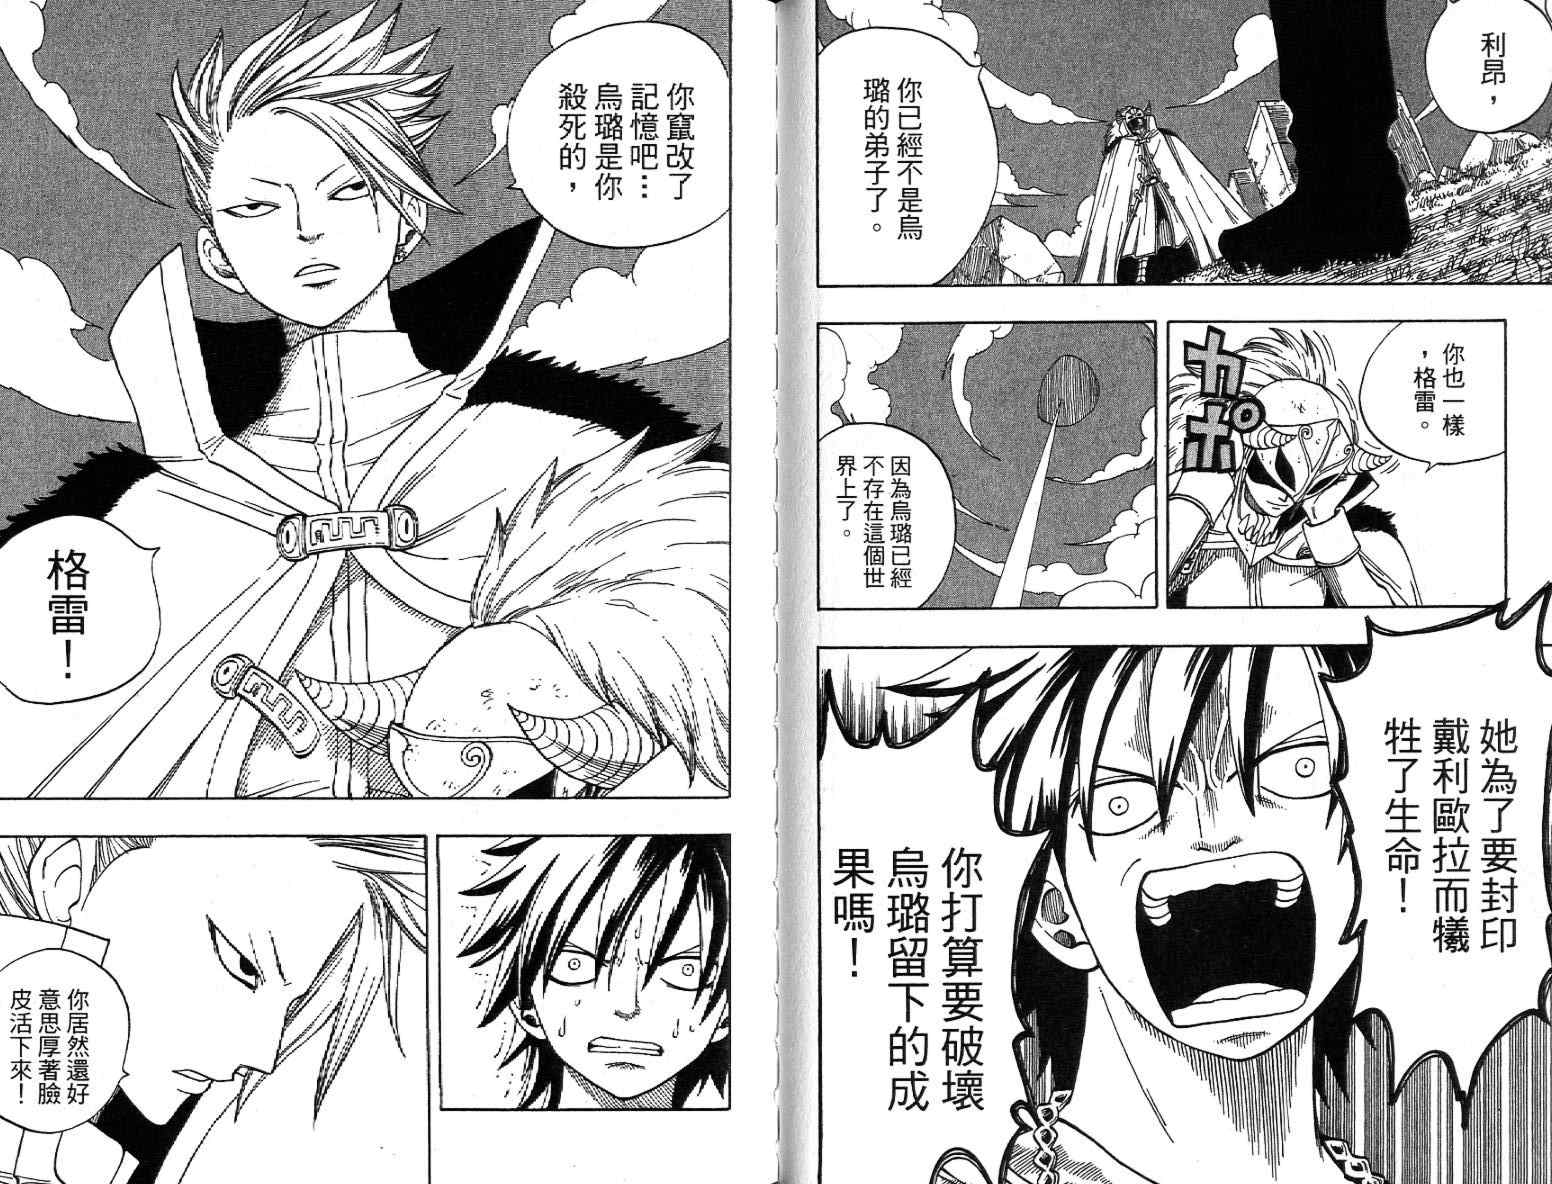 利
昂，
你已經不是烏
璐的弟子了。
你也一樣
，格雷。
カポ
因為烏璐已經
不存在這個世
界上了。
她為了要封印
戴利歐拉而犧
牲了生命！
你打算要破壞
烏璐留下的成
果嗎！
你竄改了
記憶吧…
烏璐是你
殺死的，
格雷！
你居然還好
意思厚著臉
皮活下來！